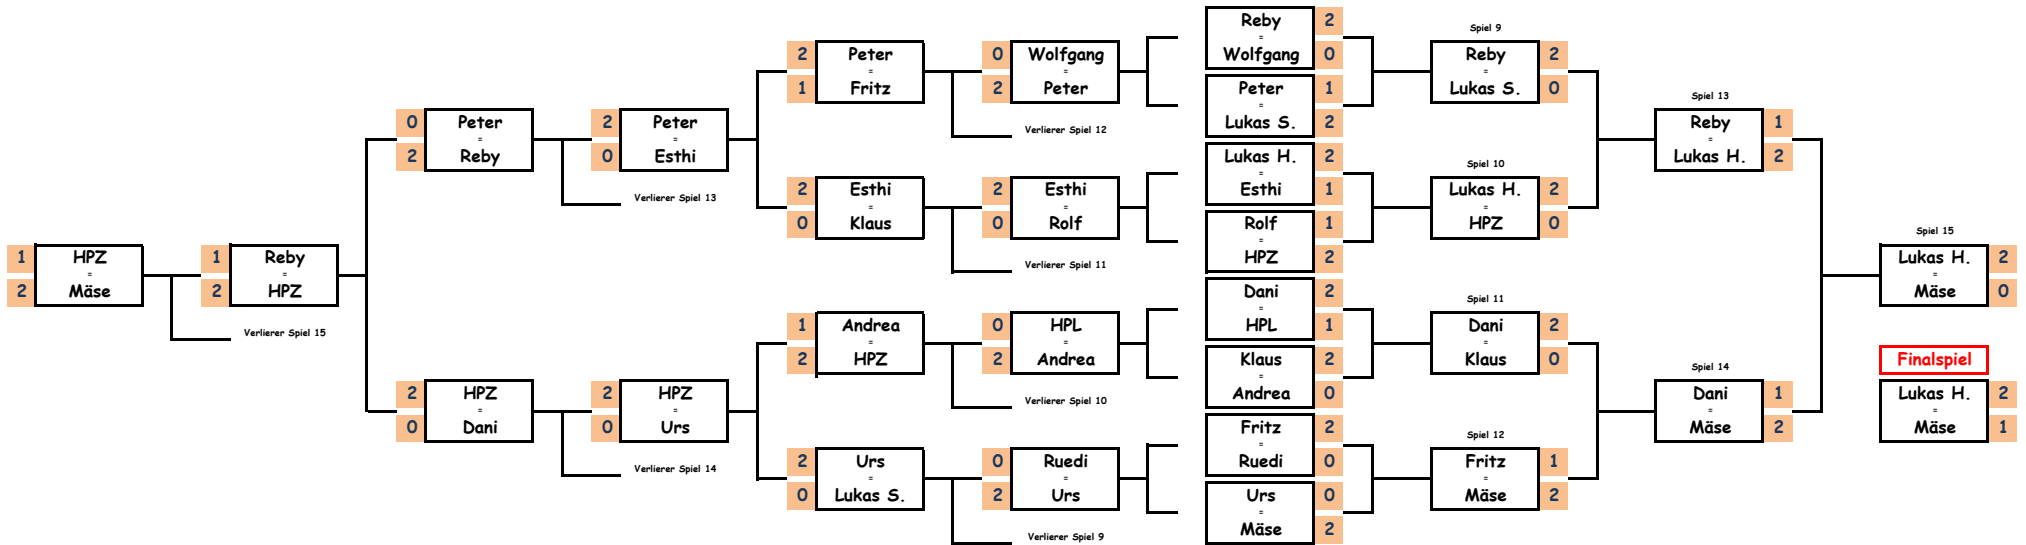 Reby 2
=
Wolfgang 0
Spiel 9
2 Peter
=
1 Fritz
0 Wolfgang
=
2 Peter
Reby 2
=
Lukas S. 0
Peter 1
=
Lukas S. 2
Spiel 13
0 Peter
=
2 Reby
2 Peter
=
0 Esthi
Verlierer Spiel 12
Reby 1
=
Lukas H. 2
Lukas H. 2
=
Esthi 1
Spiel 10
2 Esthi
=
0 Klaus
2 Esthi
=
0 Rolf
Lukas H. 2
=
HPZ 0
Verlierer Spiel 13
Rolf 1
=
HPZ 2
Spiel 15
1 HPZ
=
2 Mäse
1 Reby
=
2 HPZ
Verlierer Spiel 11
Lukas H. 2
=
Mäse 0
Dani 2
=
HPL 1
Spiel 11
Verlierer Spiel 15
1 Andrea
=
2 HPZ
0 HPL
=
2 Andrea
Dani 2
=
Klaus 0
Klaus 2
=
Andrea 0
Finalspiel
Spiel 14
2 HPZ
=
0 Dani
2 HPZ
=
0 Urs
Verlierer Spiel 10
Dani 1
=
Mäse 2
Lukas H. 2
=
Mäse 1
Fritz 2
=
Ruedi 0
Spiel 12
Verlierer Spiel 14
2 Urs
=
0 Lukas S.
0 Ruedi
=
2 Urs
Fritz 1
=
Mäse 2
Urs 0
=
Mäse 2
Verlierer Spiel 9